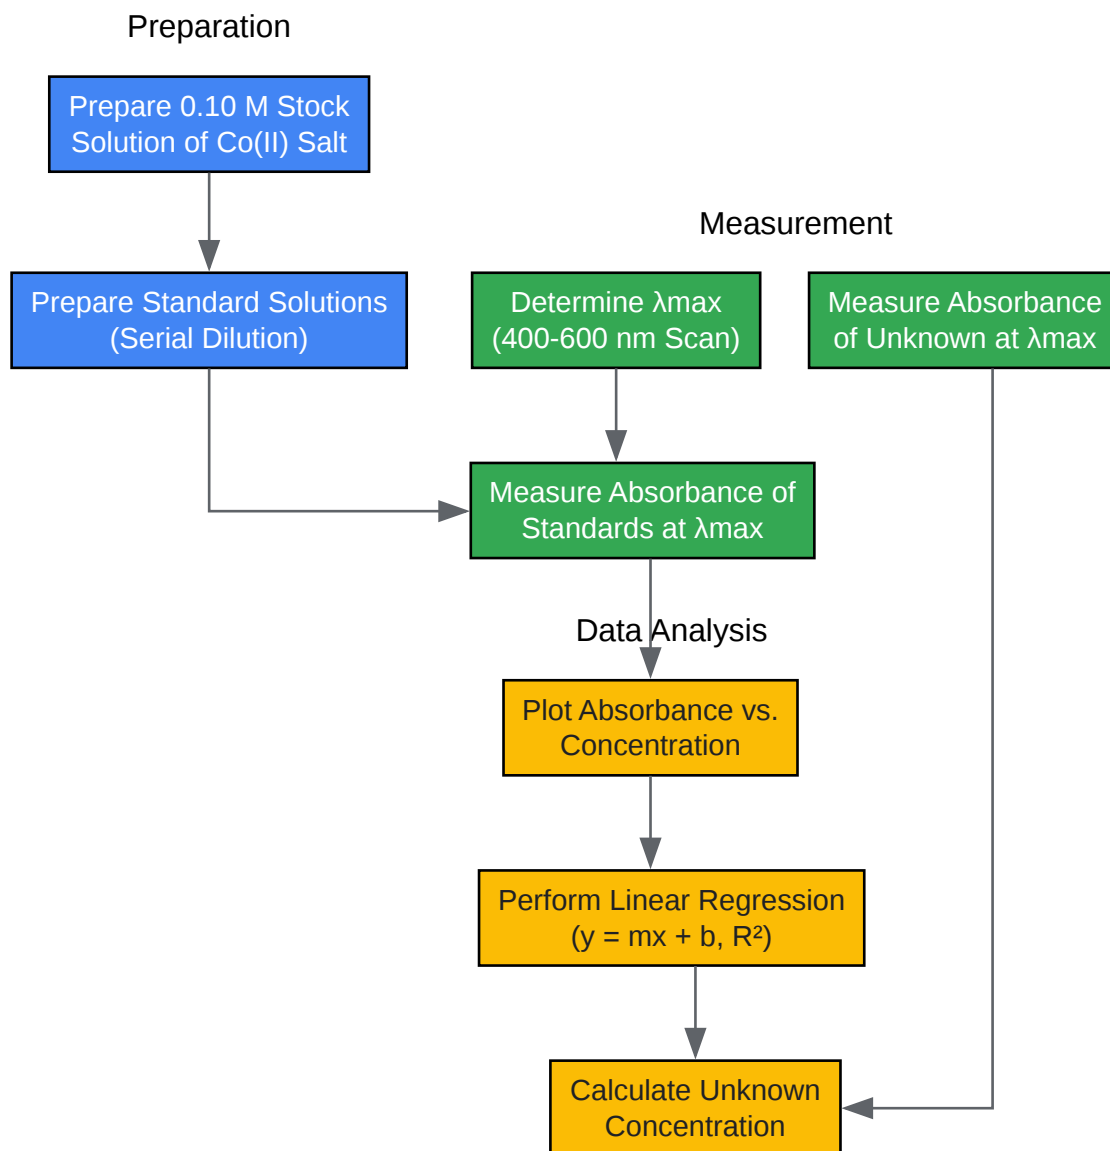 Preparation
Prepare 0.10 M Stock
Solution of Co(II) Salt
Measurement
Prepare Standard Solutions
(Serial Dilution)
Determine λmax
(400-600 nm Scan)
Measure Absorbance
of Unknown at λmax
Measure Absorbance of
Standards at λmax
Data Analysis
Plot Absorbance vs.
Concentration
Perform Linear Regression
(y = mx + b, R²)
Calculate Unknown
Concentration